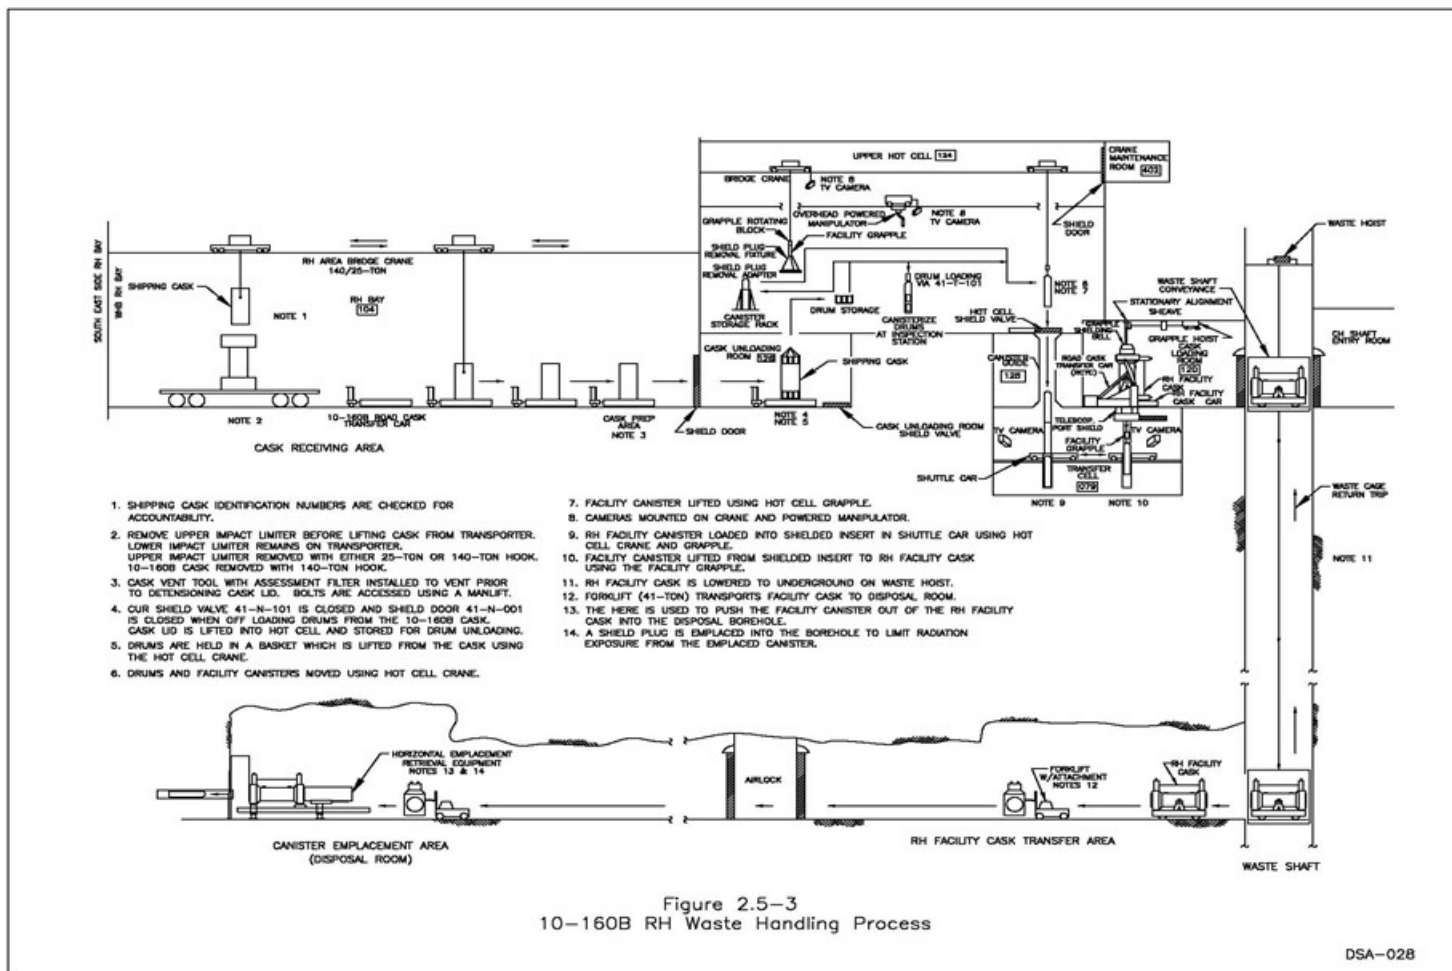 UPPER HOT CELL 124
CRANE
MAINTENANCE
ROOM 402
BRIDGE CRANE
NOTE 8
TV CAMERA
OVERHEAD POWERED
MANIPULATOR
NOTE 8
TV CAMERA
GRAPPLE ROTATING
BLOCK
FACILITY GRAPPLE
SHIELD
DOOR
WASTE HOIST
SOUTH EAST SIDE RH BAY
WHB RH BAY
RH AREA BRIDGE CRANE
140/25-TON
SHIELD PLUG
REMOVAL FIXTURE
SHIELD PLUG
REMOVAL ADAPTER
SHIPPING CASK
RH BAY
104
NOTE 1
DRUM LOADING
VIA 41-T-101
NOTE 6
NOTE 7
WASTE SHAFT
CONVEYANCE
STATIONARY ALIGNMENT
SHEAVE
CANISTER
STORAGE RACK
DRUM STORAGE
CANISTERIZE
DRUMS
AT INSPECTION
STATION
HOT CELL
SHIELD VALVE
GRAPPLE
SHIELDING
BELL
GRAPPLE HOIST
CASK
LOADING
ROOM
120
CH SHAFT
ENTRY ROOM
CASK UNLOADING
ROOM 126
SHIPPING CASK
CANISTER
GUIDE
128
ROAD CASK
TRANSFER CAR
(RCTC)
RH FACILITY
CASK
RH FACILITY
CASK CAR
NOTE 2
10-160B ROAD CASK
TRANSFER CAR
CASK PREP
AREA
NOTE 3
SHIELD DOOR
NOTE 4
NOTE 5
CASK UNLOADING ROOM
SHIELD VALVE
TELESCOP.
PORT SHIELD
TV CAMERA
TV CAMERA
FACILITY
GRAPPLE
CASK RECEIVING AREA
SHUTTLE CAR
TRANSFER
CELL
079
NOTE 9
NOTE 10
WASTE CAGE
RETURN TRIP
NOTE 11
1. SHIPPING CASK IDENTIFICATION NUMBERS ARE CHECKED FOR
ACCOUNTABILITY.
2. REMOVE UPPER IMPACT LIMITER BEFORE LIFTING CASK FROM TRANSPORTER.
LOWER IMPACT LIMITER REMAINS ON TRANSPORTER.
UPPER IMPACT LIMITER REMOVED WITH EITHER 25-TON OR 140-TON HOOK.
10-160B CASK REMOVED WITH 140-TON HOOK.
3. CASK VENT TOOL WITH ASSESSMENT FILTER INSTALLED TO VENT PRIOR
TO DETENSIONING CASK LID. BOLTS ARE ACCESSED USING A MANLIFT.
4. CUR SHIELD VALVE 41-N-101 IS CLOSED AND SHIELD DOOR 41-N-001
IS CLOSED WHEN OFF LOADING DRUMS FROM THE 10-160B CASK.
CASK LID IS LIFTED INTO HOT CELL AND STORED FOR DRUM UNLOADING.
5. DRUMS ARE HELD IN A BASKET WHICH IS LIFTED FROM THE CASK USING
THE HOT CELL CRANE.
6. DRUMS AND FACILITY CANISTERS MOVED USING HOT CELL CRANE.
7. FACILITY CANISTER LIFTED USING HOT CELL GRAPPLE.
8. CAMERAS MOUNTED ON CRANE AND POWERED MANIPULATOR.
9. RH FACILITY CANISTER LOADED INTO SHIELDED INSERT IN SHUTTLE CAR USING HOT
CELL CRANE AND GRAPPLE.
10. FACILITY CANISTER LIFTED FROM SHIELDED INSERT TO RH FACILITY CASK
USING THE FACILITY GRAPPLE.
11. RH FACILITY CASK IS LOWERED TO UNDERGROUND ON WASTE HOIST.
12. FORKLIFT (41-TON) TRANSPORTS FACILITY CASK TO DISPOSAL ROOM.
13. THE HERE IS USED TO PUSH THE FACILITY CANISTER OUT OF THE RH FACILITY
CASK INTO THE DISPOSAL BOREHOLE.
14. A SHIELD PLUG IS EMPLACED INTO THE BOREHOLE TO LIMIT RADIATION
EXPOSURE FROM THE EMPLACED CANISTER.
HORIZONTAL EMPLACEMENT
RETRIEVAL EQUIPMENT
NOTES 13 & 14
AIRLOCK
FORKLIFT
W/ATTACHMENT
NOTES 12
RH FACILITY
CASK
CANISTER EMPLACEMENT AREA
(DISPOSAL ROOM)
RH FACILITY CASK TRANSFER AREA
WASTE SHAFT
Figure 2.5-3
10-160B RH Waste Handling Process
DSA-028